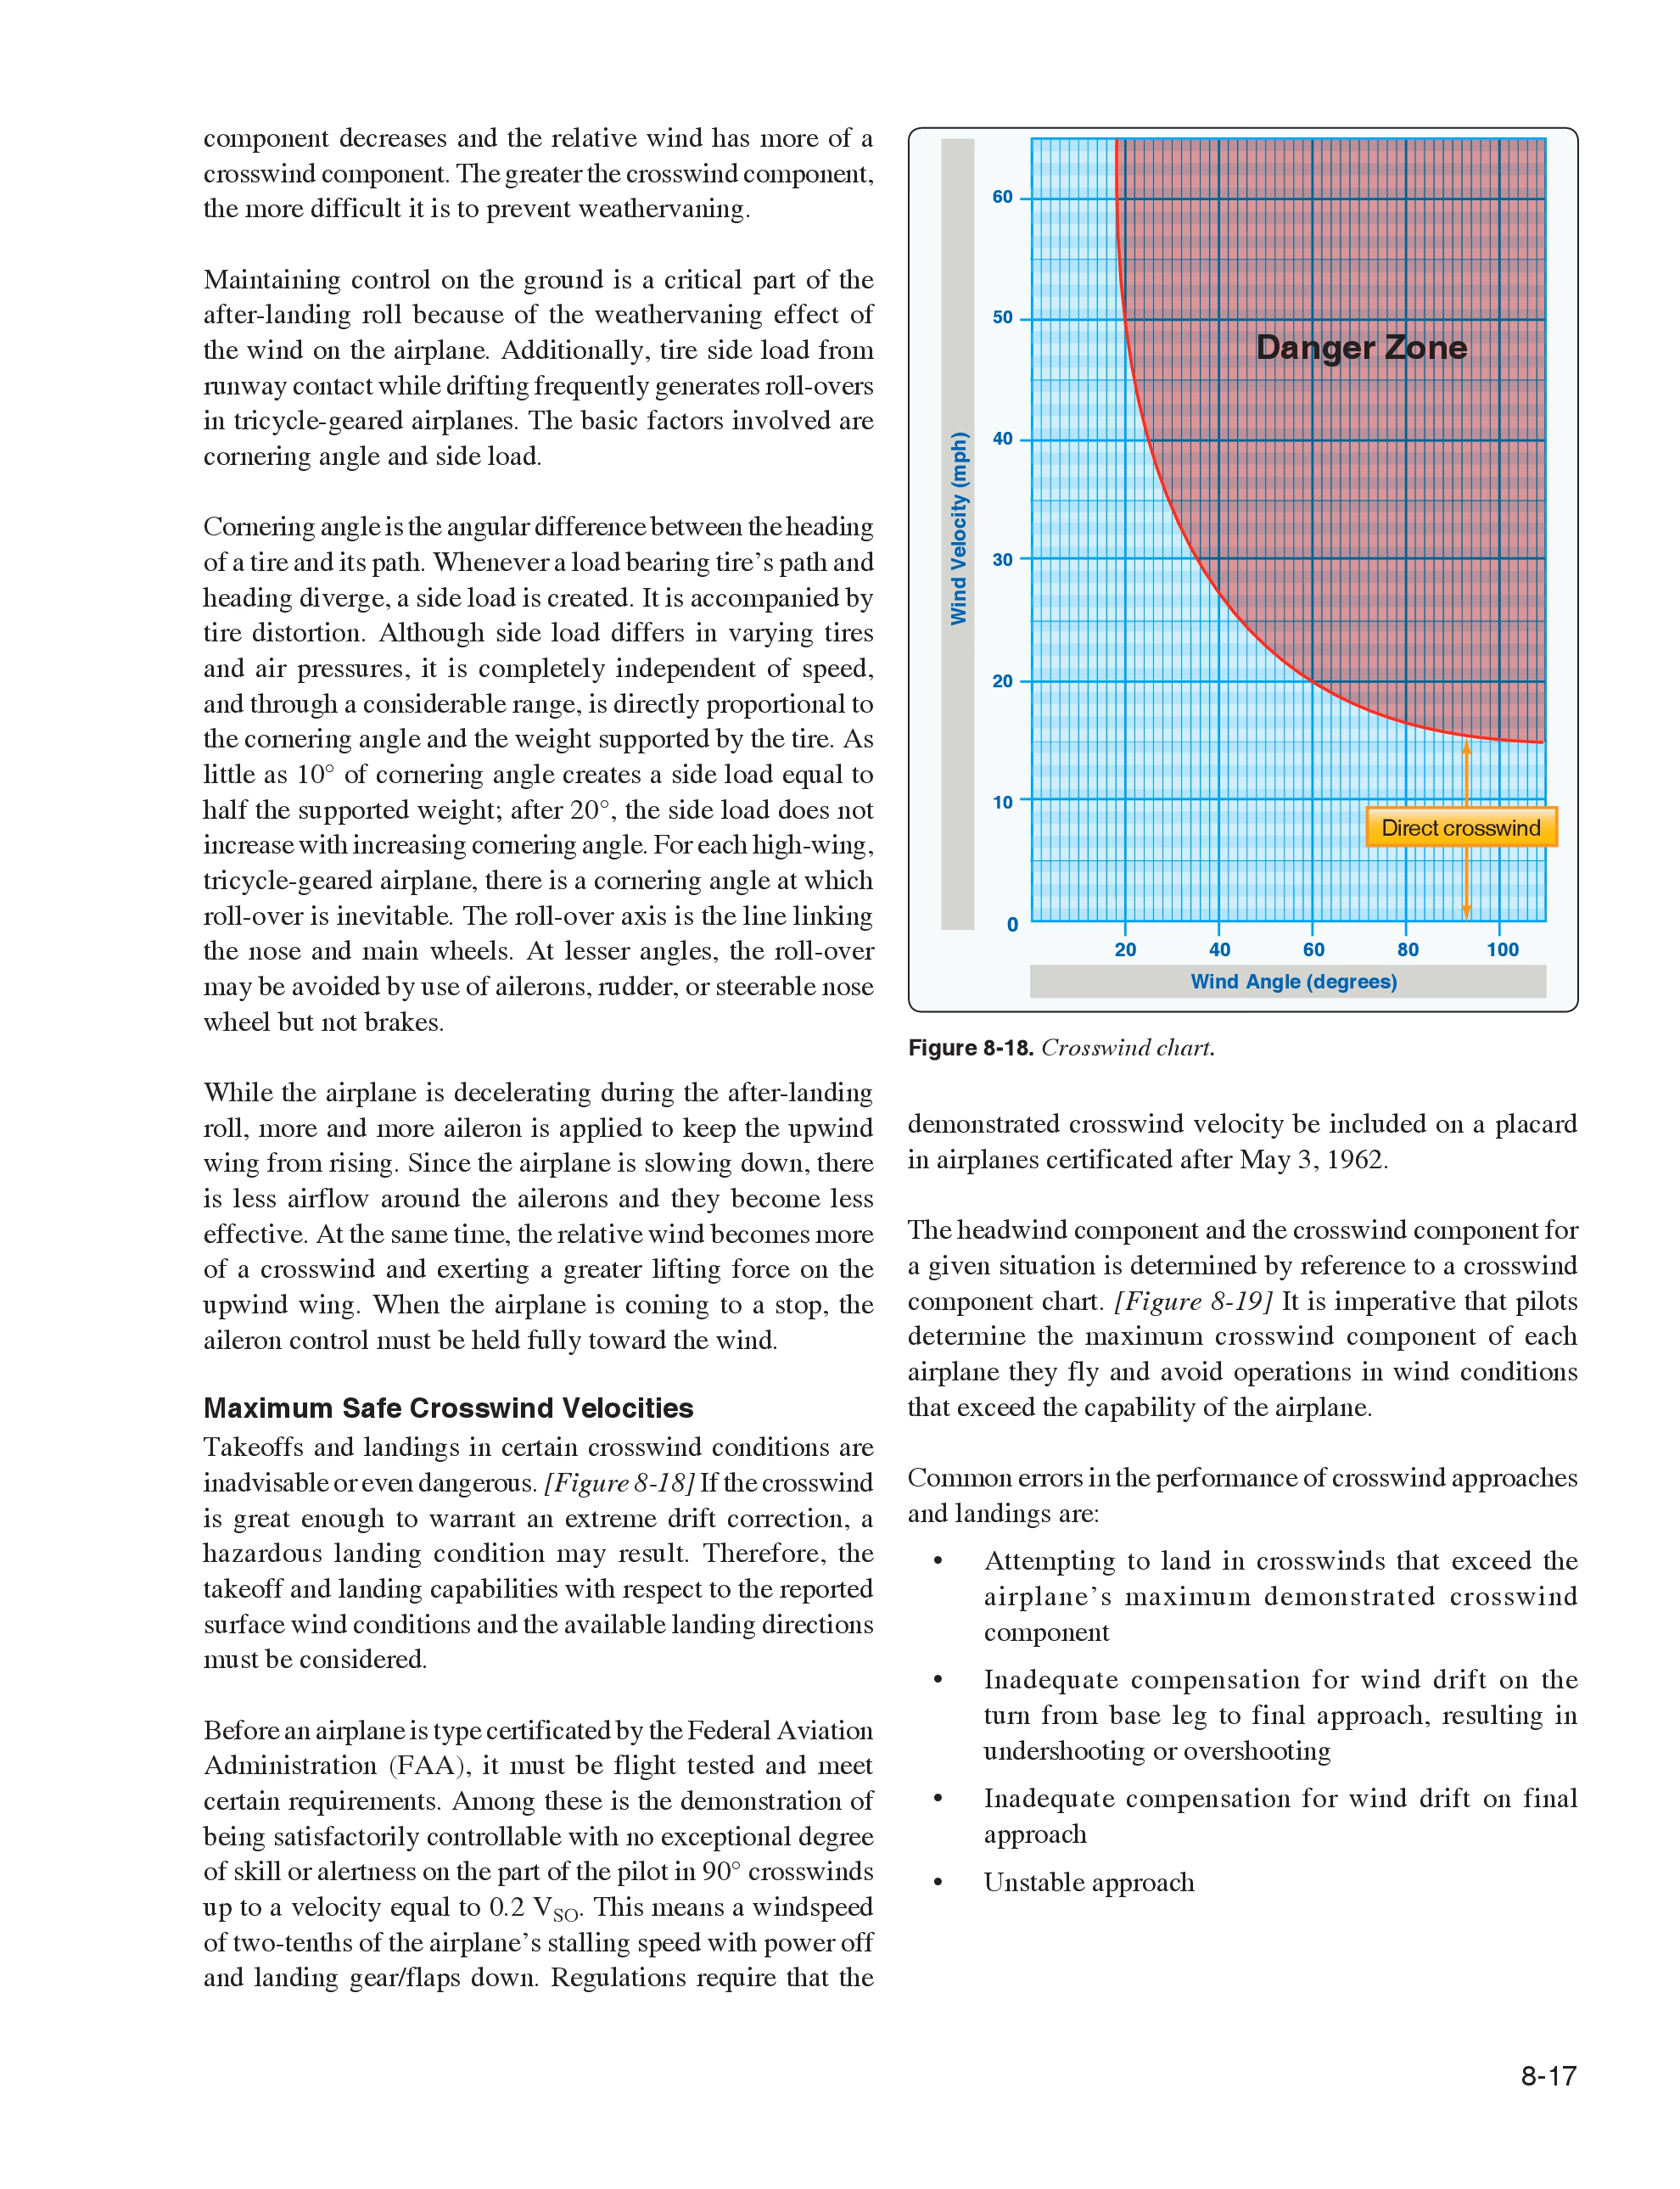 component decreases and the relative wind has more of a
crosswind component. The greater the crosswind component,
the more difficult it is to prevent weathervaning.
Maintaining control on the ground is a critical part of the
after-landing roll because of the weathervaning effect of
the wind on the airplane. Additionally, tire side load from
runway contact while drifting frequently generates roll-overs
in tricycle-geared airplanes. The basic factors involved are
cornering angle and side load.
Cornering angle is the angular difference between the heading
of a tire and its path. Whenever a load bearing tire's path and
heading diverge, a side load is created. It is accompanied by
tire distortion. Although side load differs in varying tires
and air pressures, it is completely independent of speed,
and through a considerable range, is directly proportional to
the cornering angle and the weight supported by the tire. As
little as 10° of cornering angle creates a side load equal to
half the supported weight; after 20°, the side load does not
increase with increasing cornering angle. For each high-wing,
tricycle-geared airplane, there is a cornering angle at which
roll-over is inevitable. The roll-over axis is the line linking
the nose and main wheels. At lesser angles, the roll-over
may be avoided by use of ailerons, rudder, or steerable nose
wheel but not brakes.
While the airplane is decelerating during the after-landing
roll, more and more aileron is applied to keep the upwind
wing from rising. Since the airplane is slowing down, there
is less airflow around the ailerons and they become less
effective. At the same time, the relative wind becomes more
of a crosswind and exerting a greater lifting force on the
upwind wing. When the airplane is coming to a stop, the
aileron control must be held fully toward the wind.
Maximum Safe Crosswind Velocities
Takeoffs and landings in certain crosswind conditions are
inadvisable or even dangerous. [Figure 8-18] If the crosswind
is great enough to warrant an extreme drift correction, a
hazardous landing condition may result. Therefore, the
takeoff and landing capabilities with respect to the reported
surface wind conditions and the available landing directions
must be considered.
Before an airplane is type certificated by the Federal Aviation
Administration (FAA), it must be flight tested and meet
certain requirements. Among these is the demonstration of
being satisfactorily controllable with no exceptional degree
of skill or alertness on the part of the pilot in 90° crosswinds
up to a velocity equal to 0.2 VSO. This means a windspeed
of two-tenths of the airplane's stalling speed with power off
and landing gear/flaps down. Regulations require that the
Wind Velocity (mph)
60
50
40
30
20
10
0
Danger Zone
Direct crosswind
20 40 60 80 100
Wind Angle (degrees)
Figure 8-18. Crosswind chart.
demonstrated crosswind velocity be included on a placard
in airplanes certificated after May 3, 1962.
The headwind component and the crosswind component for
a given situation is determined by reference to a crosswind
component chart. [Figure 8-19] It is imperative that pilots
determine the maximum crosswind component of each
airplane they fly and avoid operations in wind conditions
that exceed the capability of the airplane.
Common errors in the performance of crosswind approaches
and landings are:
• Attempting to land in crosswinds that exceed the
airplane's maximum demonstrated crosswind
component
• Inadequate compensation for wind drift on the
turn from base leg to final approach, resulting in
undershooting or overshooting
• Inadequate compensation for wind drift on final
approach
• Unstable approach
8-17